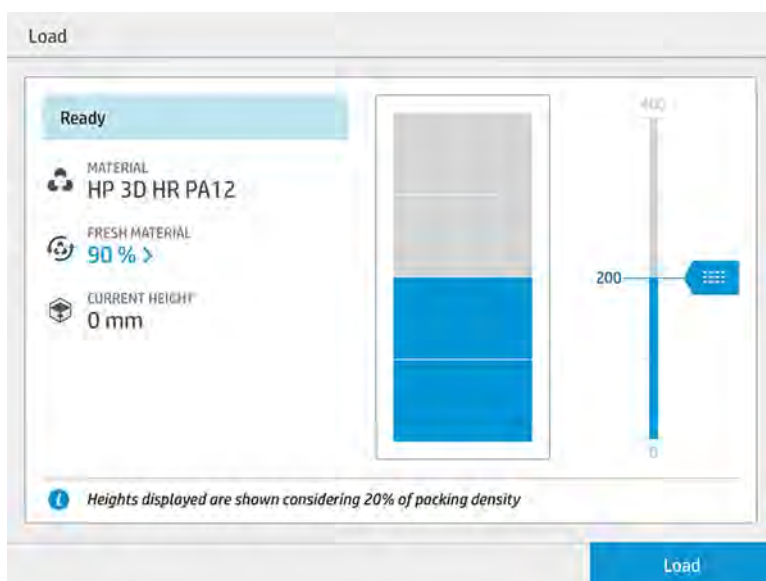 Load
Ready
MATERIAL
HP 3D HR PA12
FRESH MATERIAL
90 % >
CURRENT HEIGHT
0 mm
400
200
0
i Heights displayed are shown considering 20% of packing density
Load